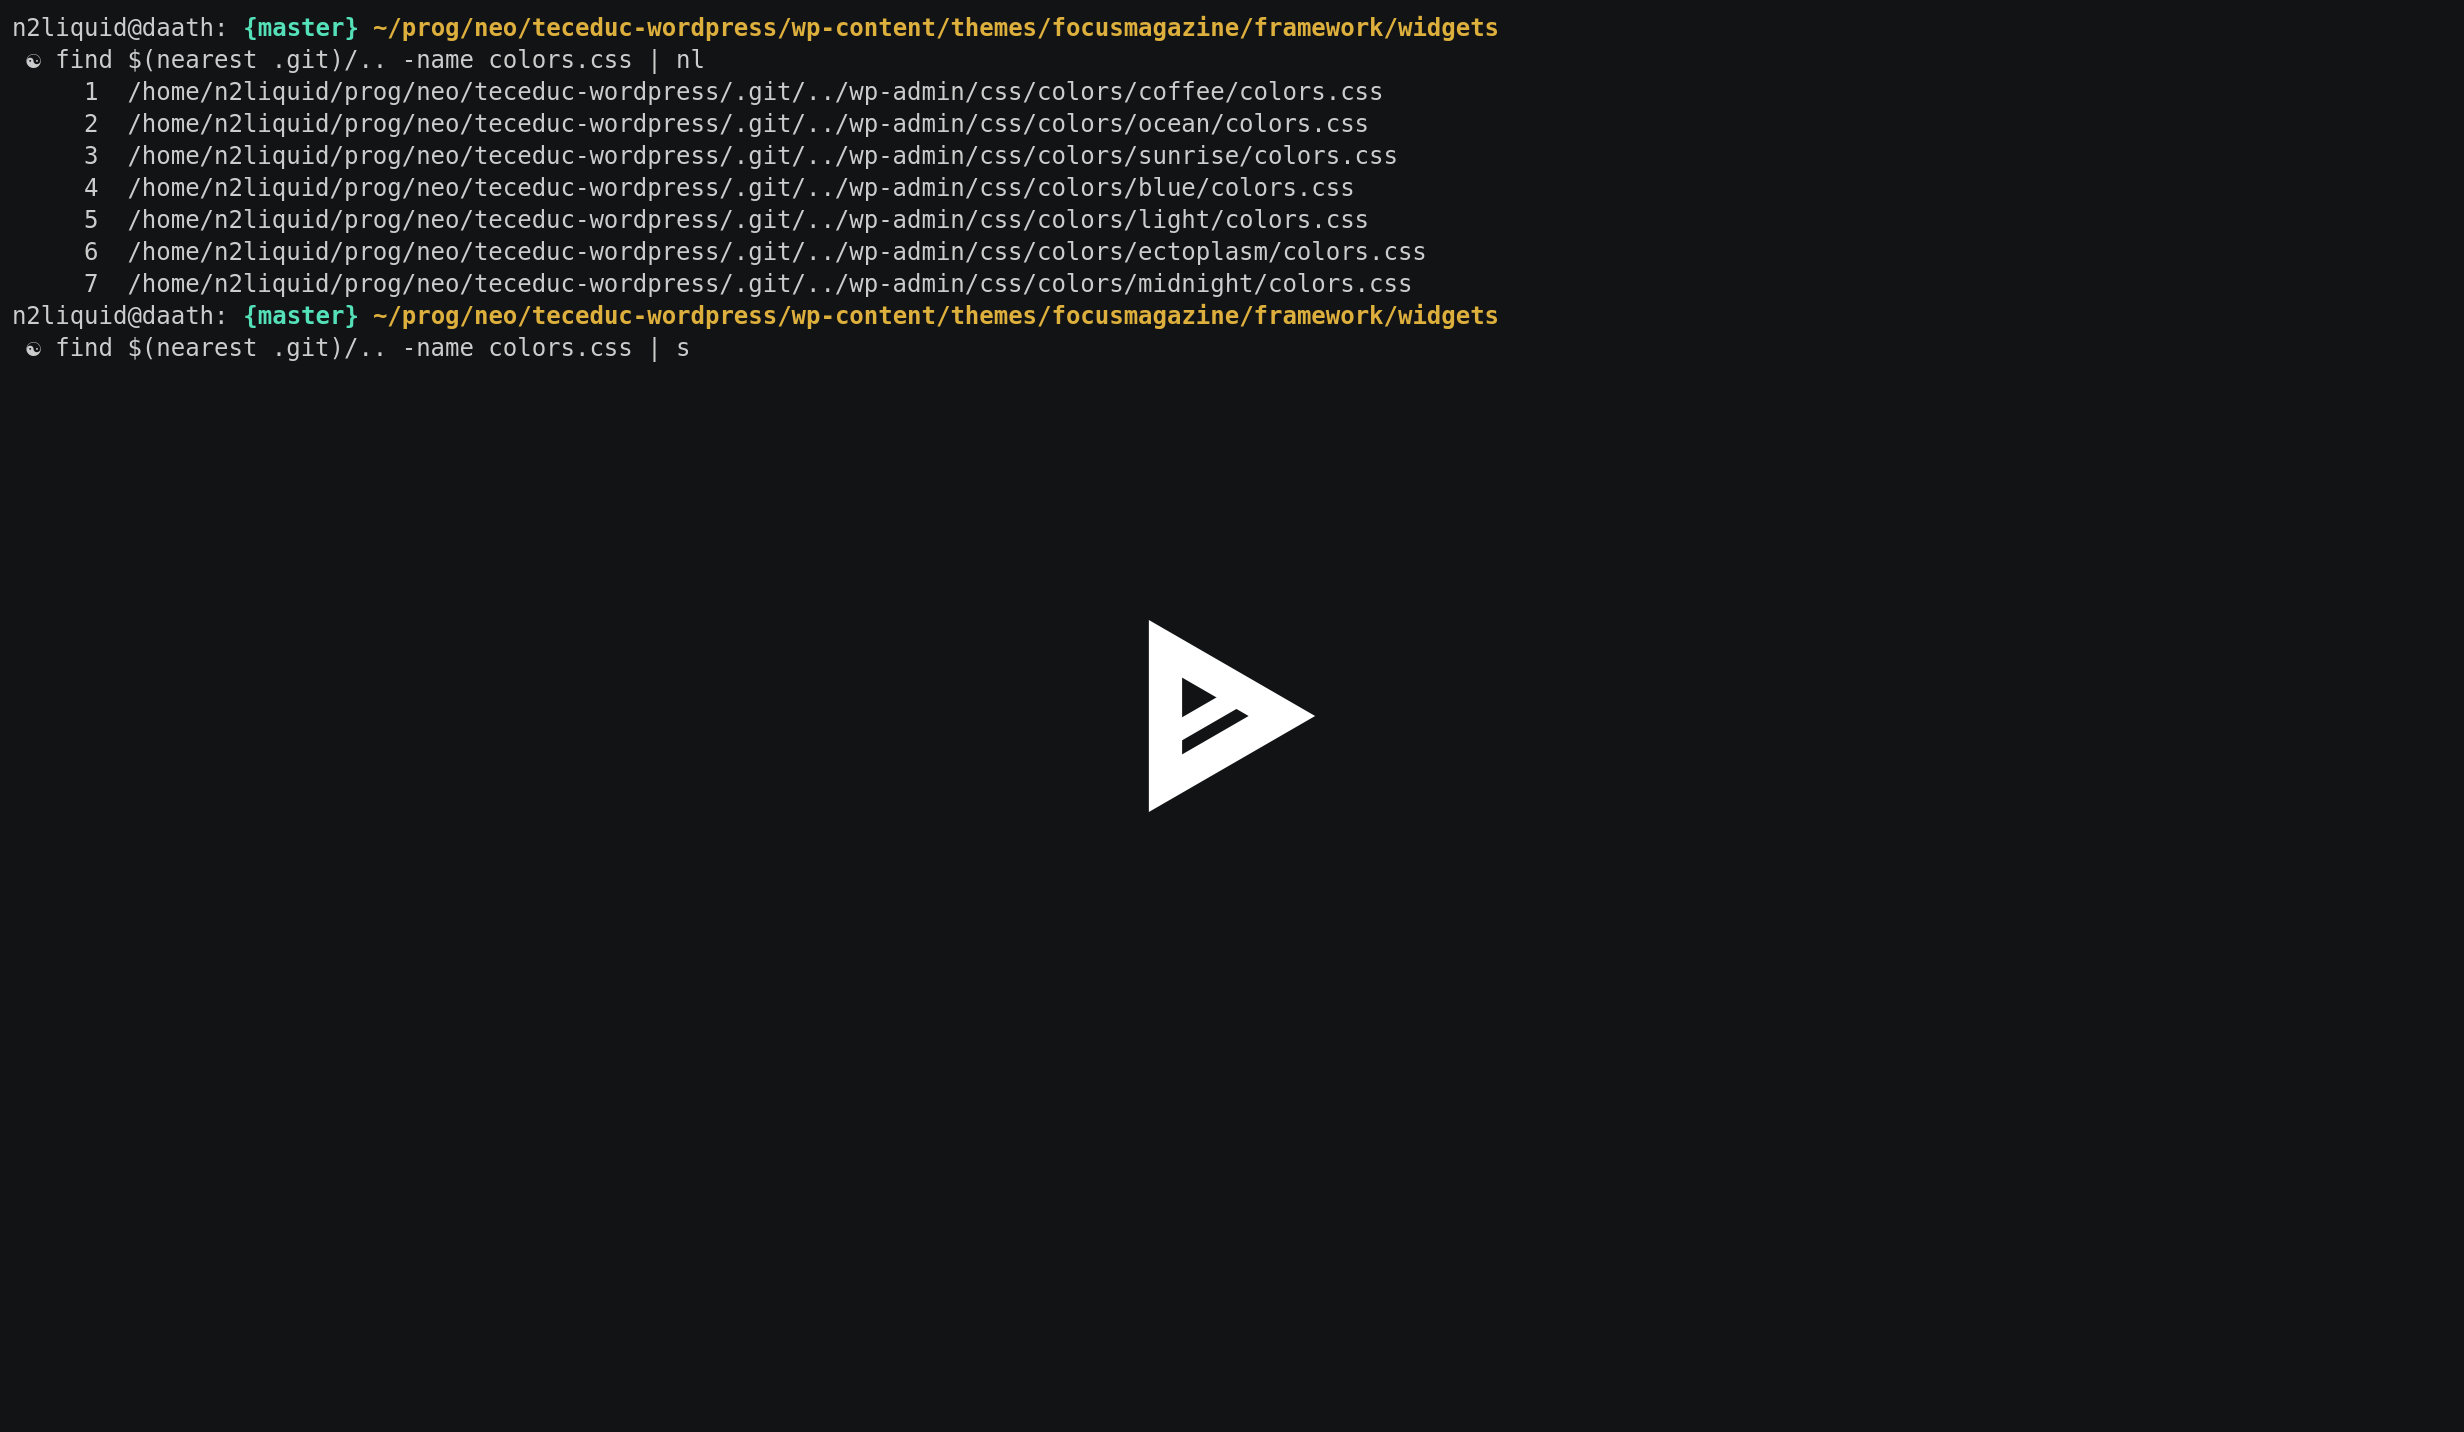 n2liquid@daath: {master} ~/prog/neo/teceduc-wordpress/wp-content/themes/focusmagazine/framework/widgets
☯ find $(nearest .git)/.. -name colors.css | nl
1  /home/n2liquid/prog/neo/teceduc-wordpress/.git/../wp-admin/css/colors/coffee/colors.css
2  /home/n2liquid/prog/neo/teceduc-wordpress/.git/../wp-admin/css/colors/ocean/colors.css
3  /home/n2liquid/prog/neo/teceduc-wordpress/.git/../wp-admin/css/colors/sunrise/colors.css
4  /home/n2liquid/prog/neo/teceduc-wordpress/.git/../wp-admin/css/colors/blue/colors.css
5  /home/n2liquid/prog/neo/teceduc-wordpress/.git/../wp-admin/css/colors/light/colors.css
6  /home/n2liquid/prog/neo/teceduc-wordpress/.git/../wp-admin/css/colors/ectoplasm/colors.css
7  /home/n2liquid/prog/neo/teceduc-wordpress/.git/../wp-admin/css/colors/midnight/colors.css
n2liquid@daath: {master} ~/prog/neo/teceduc-wordpress/wp-content/themes/focusmagazine/framework/widgets
☯ find $(nearest .git)/.. -name colors.css | s